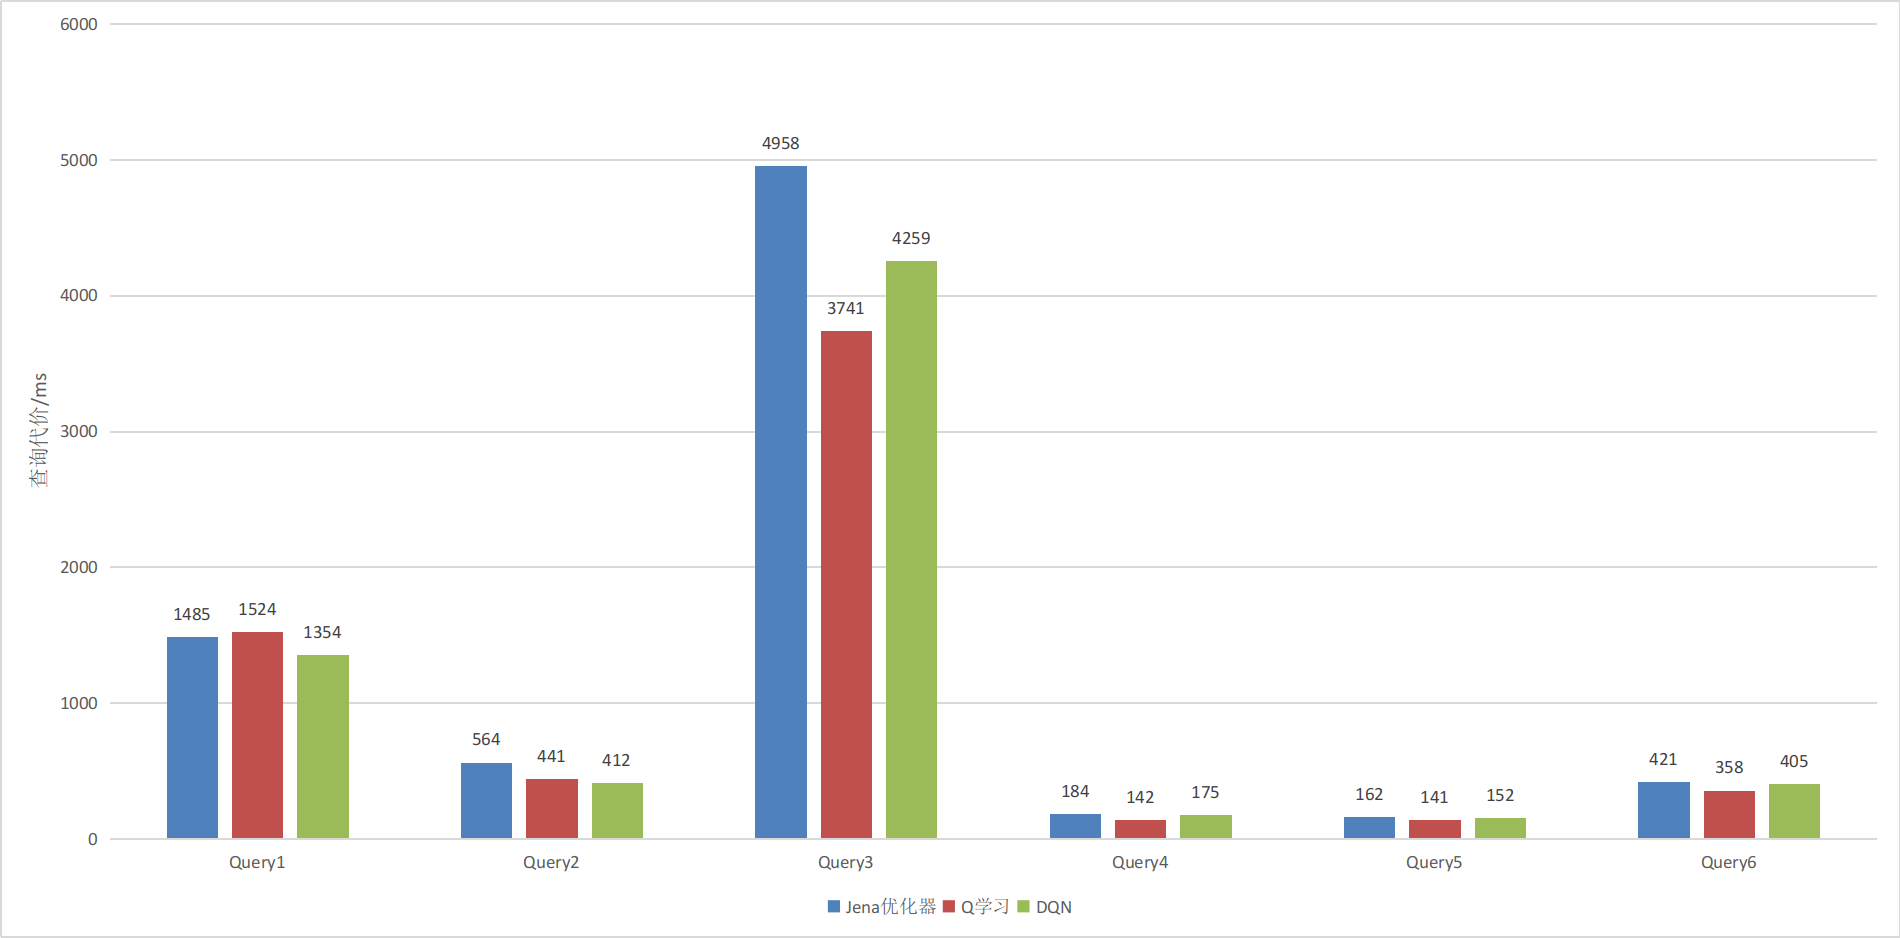 6000
5000
4000
3000
2000
1000
0
查询代价/ms
1485 1524 1354
564 441 412
4958 3741 4259
184 142 175
162 141 152
421 358 405
Query1 Query2 Query3 Query4 Query5 Query6
Jena优化器 Q学习 DQN